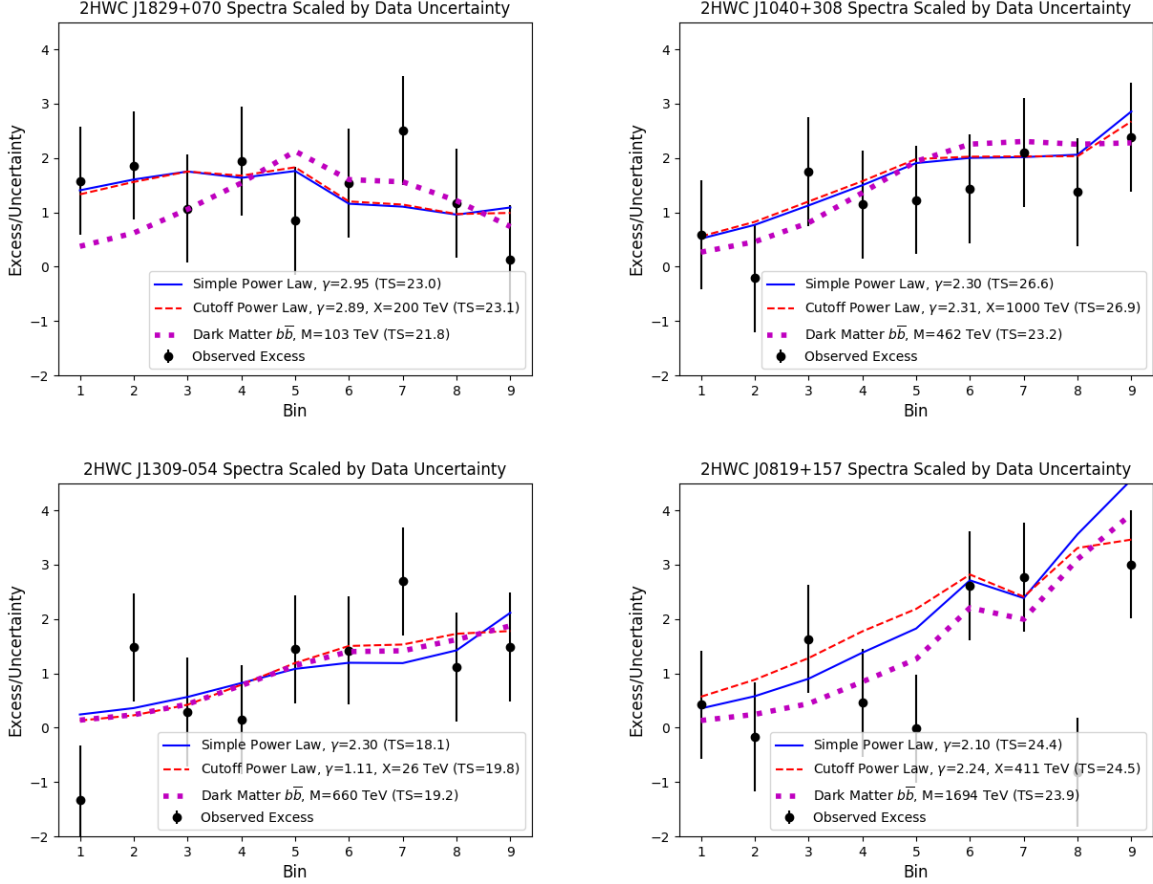 2HWC J1829+070 Spectra Scaled by Data Uncertainty
Excess/Uncertainty
4
3
2
1
0
−1
−2
Simple Power Law, γ=2.95 (TS=23.0)
Cutoff Power Law, γ=2.89, X=200 TeV (TS=23.1)
Dark Matter bb̅, M=103 TeV (TS=21.8)
Observed Excess
1 2 3 4 5 6 7 8 9
Bin
2HWC J1040+308 Spectra Scaled by Data Uncertainty
Excess/Uncertainty
4
3
2
1
0
−1
−2
Simple Power Law, γ=2.30 (TS=26.6)
Cutoff Power Law, γ=2.31, X=1000 TeV (TS=26.9)
Dark Matter bb̅, M=462 TeV (TS=23.2)
Observed Excess
1 2 3 4 5 6 7 8 9
Bin
2HWC J1309-054 Spectra Scaled by Data Uncertainty
Excess/Uncertainty
4
3
2
1
0
−1
−2
Simple Power Law, γ=2.30 (TS=18.1)
Cutoff Power Law, γ=1.11, X=26 TeV (TS=19.8)
Dark Matter bb̅, M=660 TeV (TS=19.2)
Observed Excess
1 2 3 4 5 6 7 8 9
Bin
2HWC J0819+157 Spectra Scaled by Data Uncertainty
Excess/Uncertainty
4
3
2
1
0
−1
−2
Simple Power Law, γ=2.10 (TS=24.4)
Cutoff Power Law, γ=2.24, X=411 TeV (TS=24.5)
Dark Matter bb̅, M=1694 TeV (TS=23.9)
Observed Excess
1 2 3 4 5 6 7 8 9
Bin